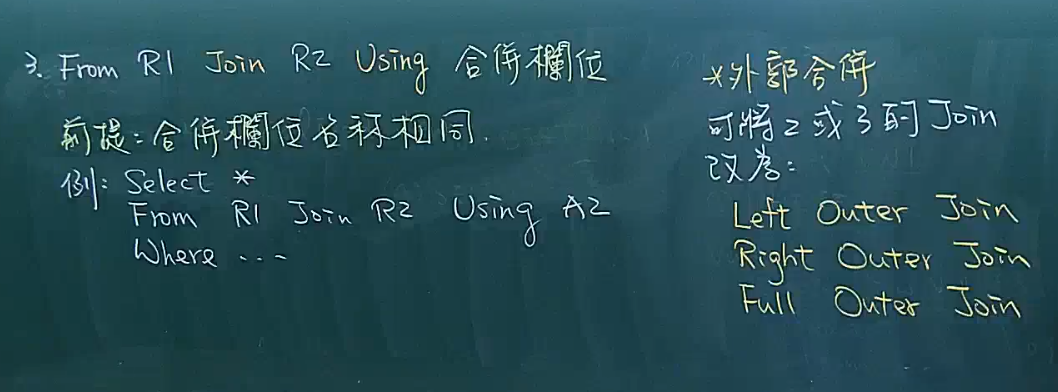 3. From R1 Join R2 Using 合併欄位
前提:合併欄位名称相同.
例: Select *
From R1 Join R2 Using A2
Where ...
*外部合併
可將2或3的Join
改為:
Left Outer Join
Right Outer Join
Full Outer Join